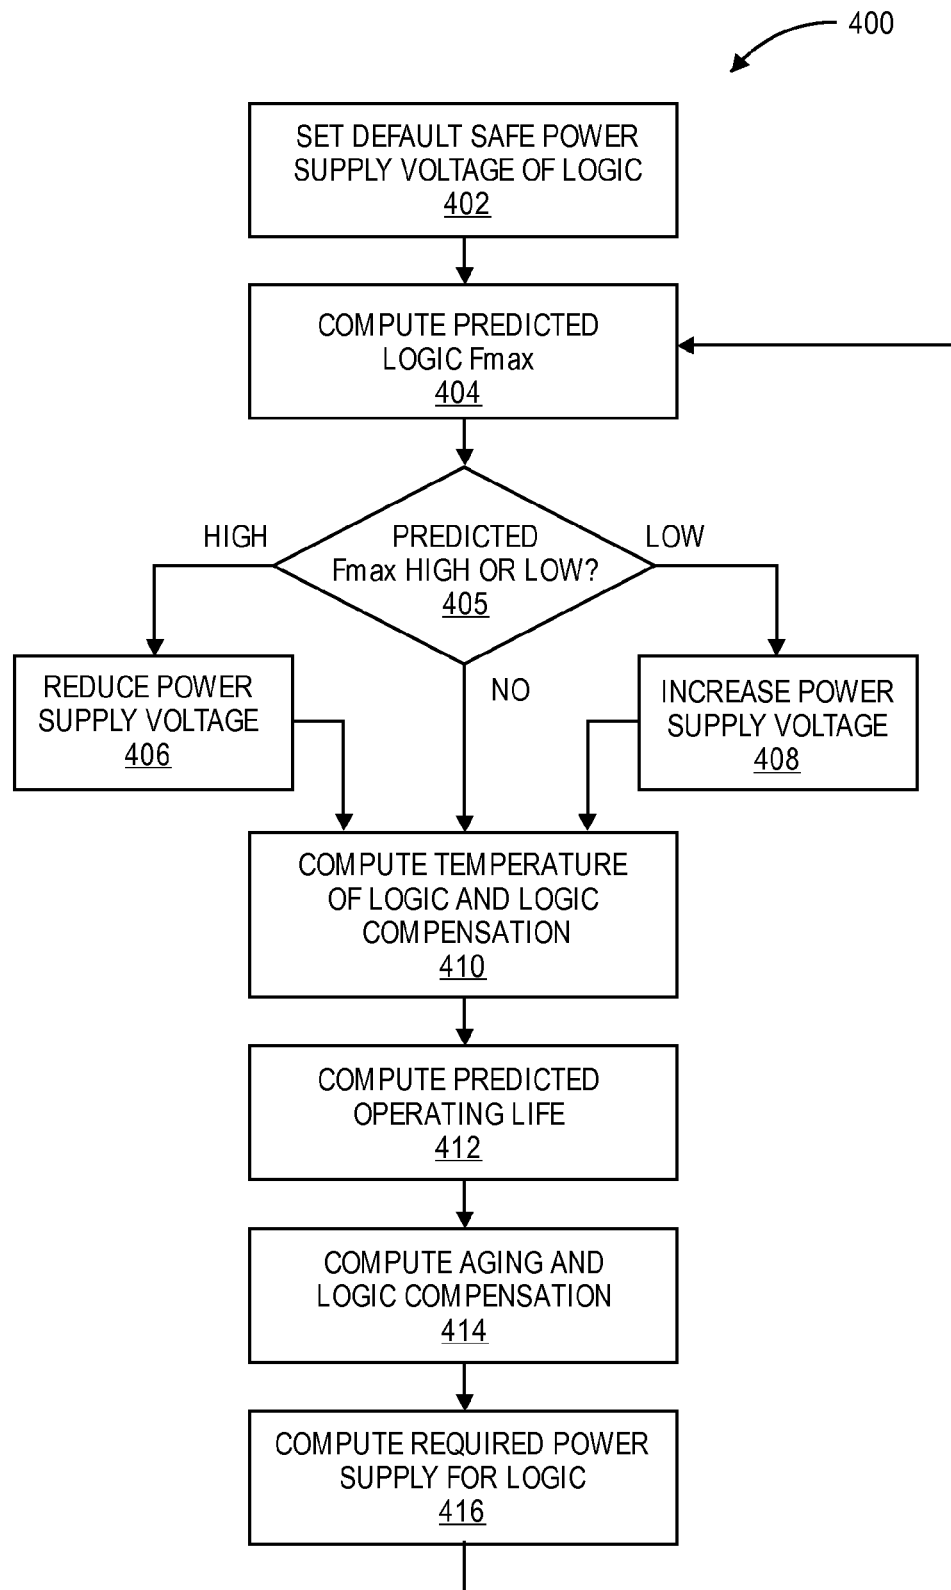 400
SET DEFAULT SAFE POWER
SUPPLY VOLTAGE OF LOGIC
402
COMPUTE PREDICTED
LOGIC Fmax
404
HIGH
PREDICTED
Fmax HIGH OR LOW?
405
LOW
NO
REDUCE POWER
SUPPLY VOLTAGE
406
INCREASE POWER
SUPPLY VOLTAGE
408
COMPUTE TEMPERATURE
OF LOGIC AND LOGIC
COMPENSATION
410
COMPUTE PREDICTED
OPERATING LIFE
412
COMPUTE AGING AND
LOGIC COMPENSATION
414
COMPUTE REQUIRED POWER
SUPPLY FOR LOGIC
416